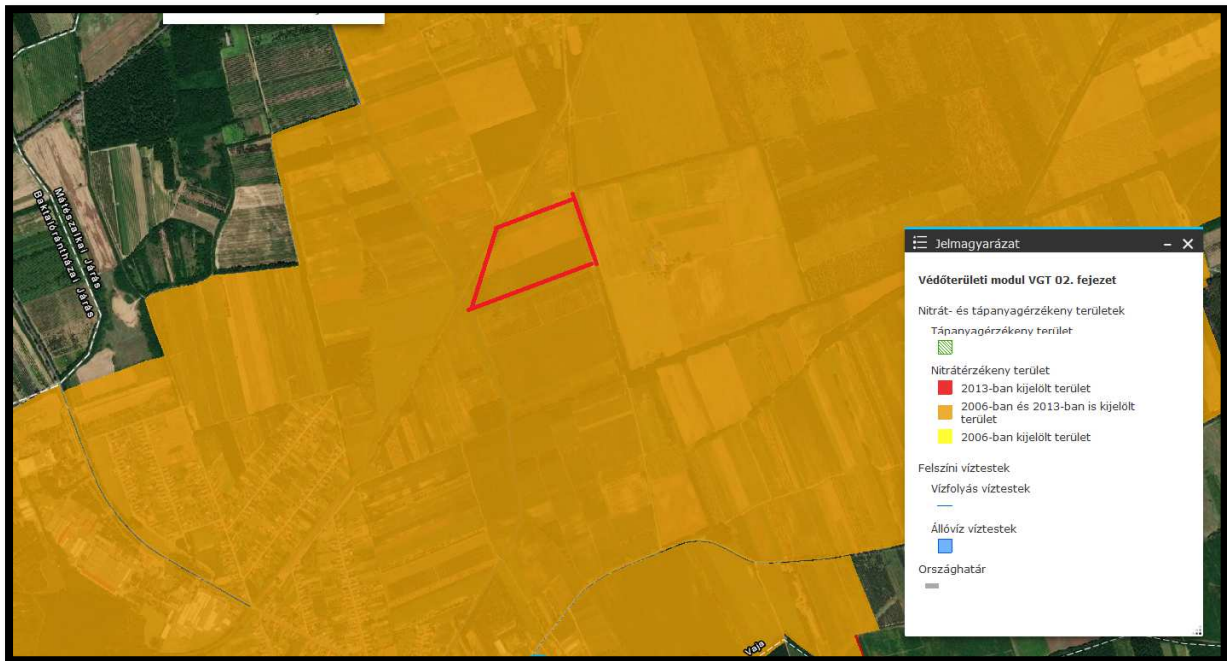 Mátészalkai Járás
Baktalórántházai Járás
Vaja
Jelmagyarázat
Védőterületi modul VGT 02. fejezet
Nitrát- és tápanyagérzékeny területek
Tápanyagérzékeny terület
Nitrátérzékeny terület
2013-ban kijelölt terület
2006-ban és 2013-ban is kijelölt
terület
2006-ban kijelölt terület
Felszíni víztestek
Vízfolyás víztestek
Állóvíz víztestek
Országhatár